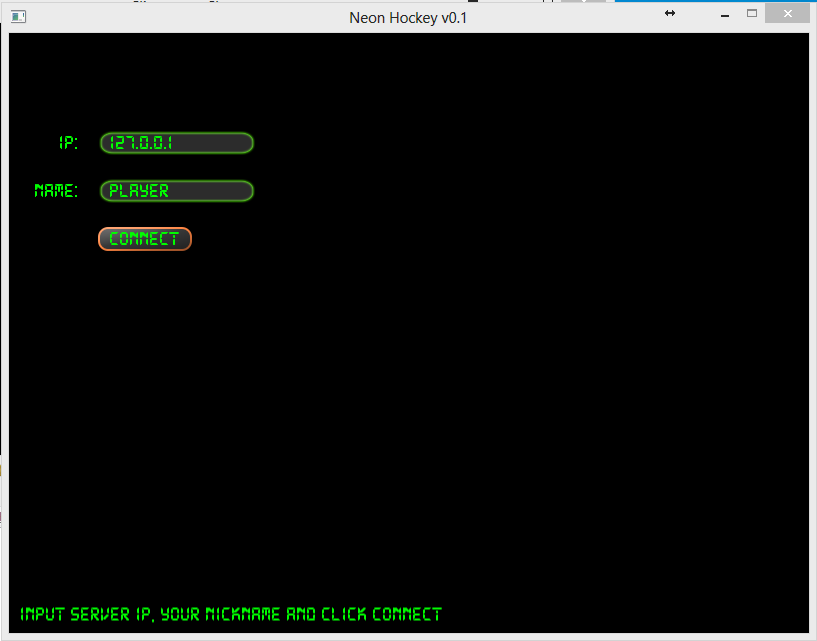 Neon Hockey v0.1
IP: 127.0.0.1
NAME: PLAYER
CONNECT
INPUT SERVER IP, YOUR NICKNAME AND CLICK CONNECT